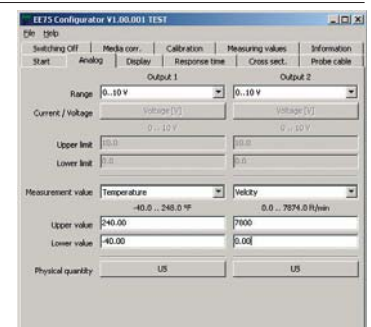 EE75 Configurator V1.00.001 TEST
File Help
Switching Off Media corr. Calibration Measuring values Information
Start Analog Display Response time Cross sect. Probe cable
Output 1 Output 2
Range 0..10 V 0..10 V
Current / Voltage Voltage [V] Voltage [V]
0 .. 10 V 0 .. 10 V
Upper limit 10.0 10.0
Lower limit 0.0 0.0
Measurement value Temperature Velcity
-40.0 .. 248.0 °F 0.0 .. 7874.0 ft/min
Upper value 240.00 7800
Lower value -40.00 0.00
Physical quantity US US